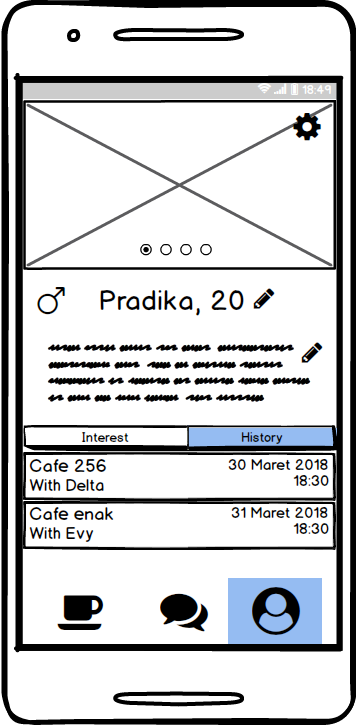 18:49
Pradika, 20
Interest
History
Cafe 256
30 Maret 2018
With Delta
18:30
Cafe enak
31 Maret 2018
With Evy
18:30